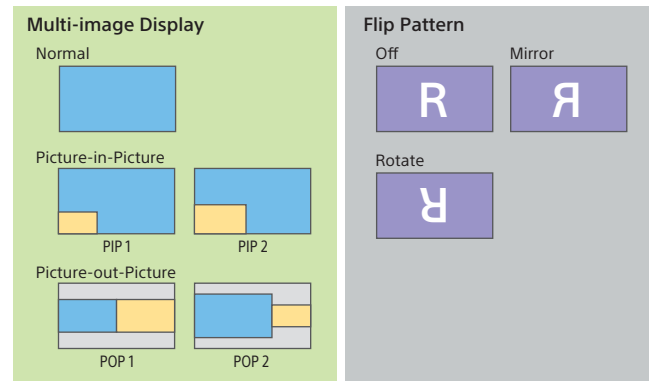 Multi-image Display
Normal
Picture-in-Picture
PIP 1
PIP 2
Picture-out-Picture
POP 1
POP 2
Flip Pattern
Off
Mirror
R
Я
Rotate
ᴚ